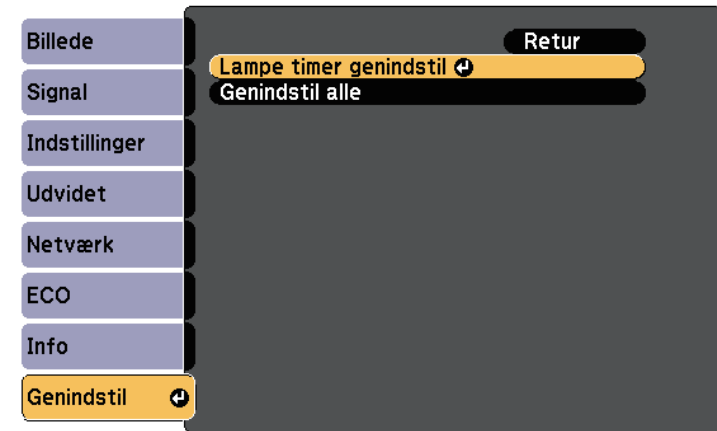 Billede
Signal
Indstillinger
Udvidet
Netværk
ECO
Info
Genindstil
Retur
Lampe timer genindstil
Genindstil alle